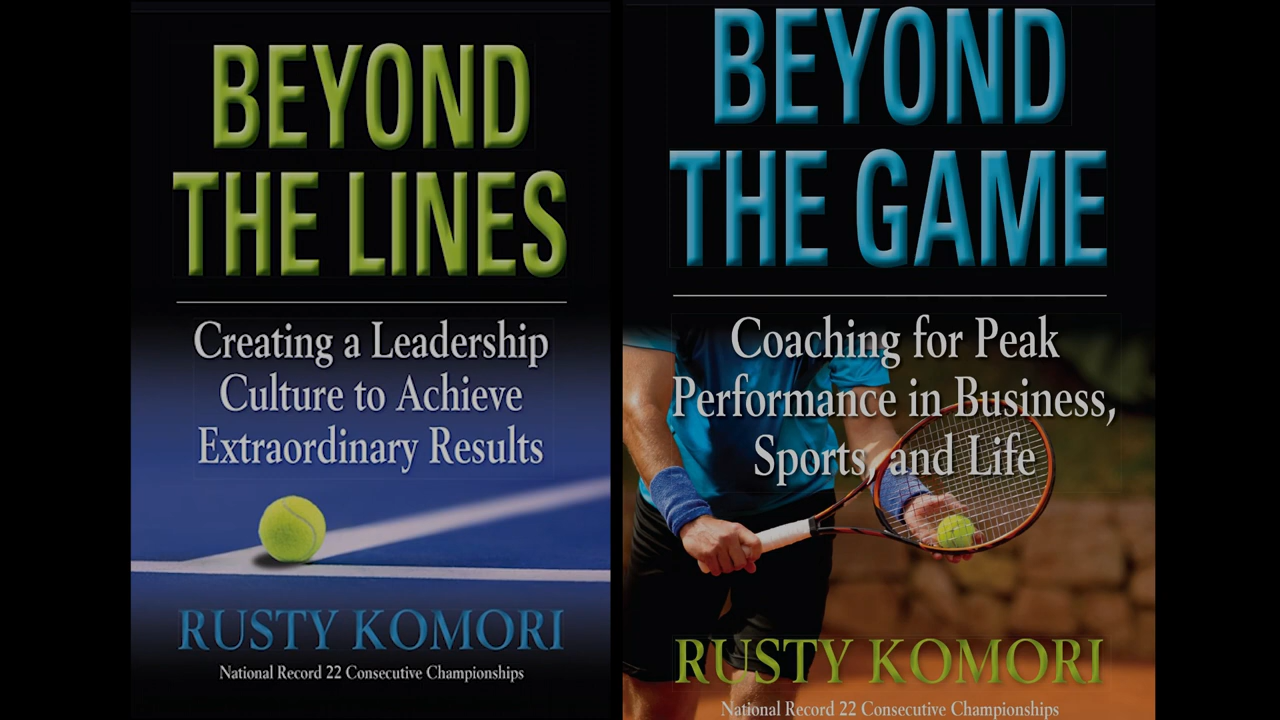 BEYOND
THE LINES
Creating a Leadership
Culture to Achieve
Extraordinary Results
RUSTY KOMORI
National Record 22 Consecutive Championships
BEYOND
THE GAME
Coaching for Peak
Performance in Business,
Sports, and Life
RUSTY KOMORI
National Record 22 Consecutive Championships